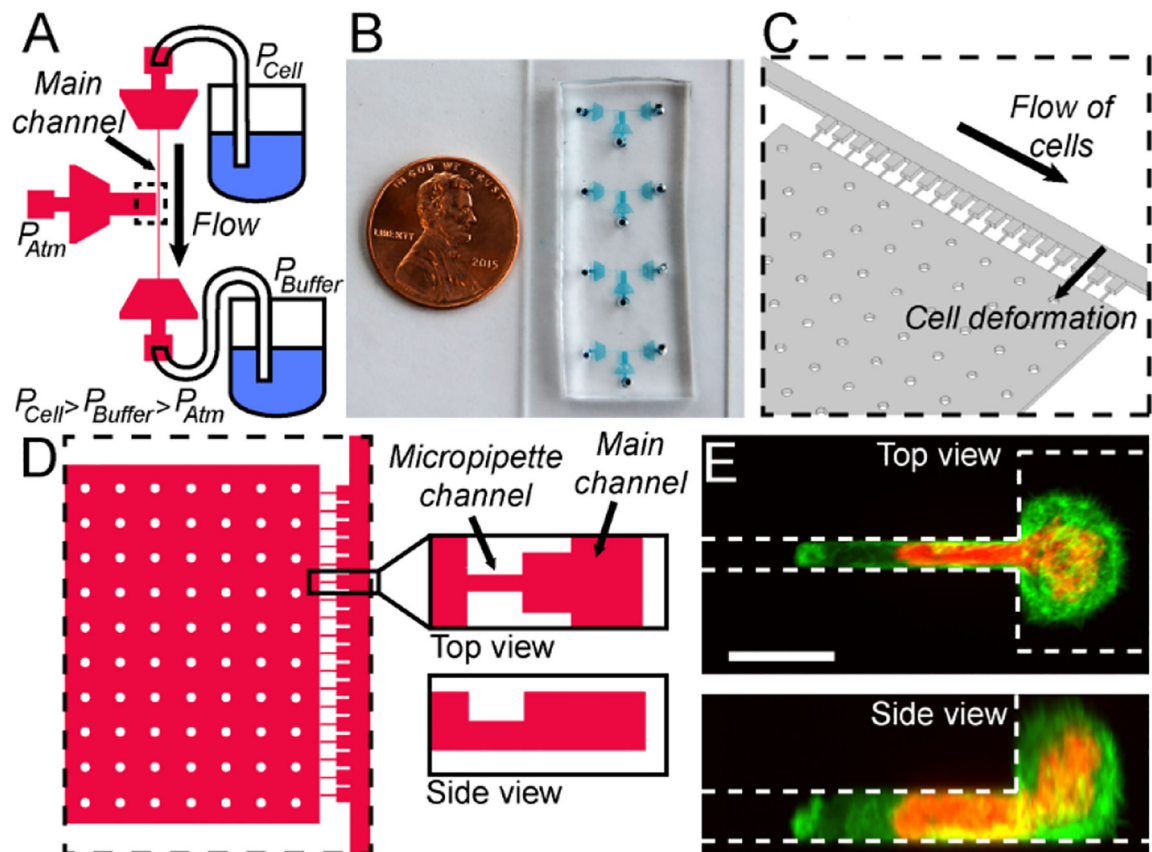 A
P_Cell
Main
channel
Flow
P_Atm
P_Buffer
P_Cell > P_Buffer > P_Atm
B
IN GOD WE TRUST
LIBERTY
2015
C
Flow of
cells
Cell deformation
D
Micropipette
channel
Main
channel
Top view
Side view
E
Top view
Side view